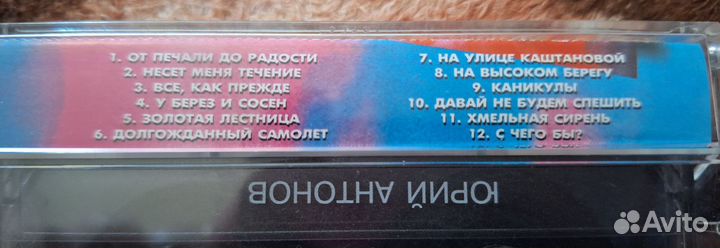 1. ОТ ПЕЧАЛИ ДО РАДОСТИ
2. НЕСЕТ МЕНЯ ТЕЧЕНИЕ
3. ВСЕ, КАК ПРЕЖДЕ
4. У БЕРЕЗ И СОСЕН
5. ЗОЛОТАЯ ЛЕСТНИЦА
6. ДОЛГОЖДАННЫЙ САМОЛЕТ
7. НА УЛИЦЕ КАШТАНОВОЙ
8. НА ВЫСОКОМ БЕРЕГУ
9. КАНИКУЛЫ
10. ДАВАЙ НЕ БУДЕМ СПЕШИТЬ
11. ХМЕЛЬНАЯ СИРЕНЬ
12. С ЧЕГО БЫ?
ЮРИЙ АНТОНОВ
Avito